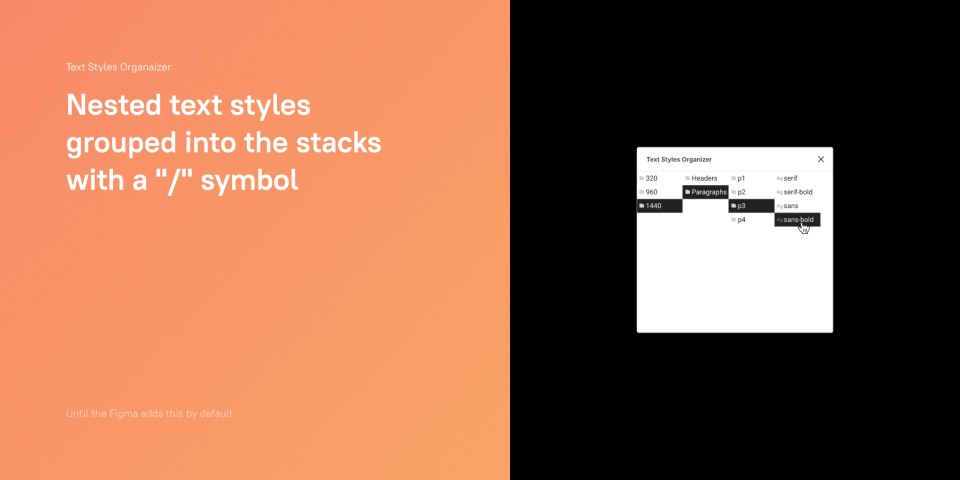 Text Styles Organaizer
Nested text styles
grouped into the stacks
with a "/" symbol
Until the Figma adds this by default
Text Styles Organizer
320 Headers p1 Ag serif
960 Paragraphs p2 Ag serif-bold
1440 p3 Ag sans
p4 Ag sans-bold